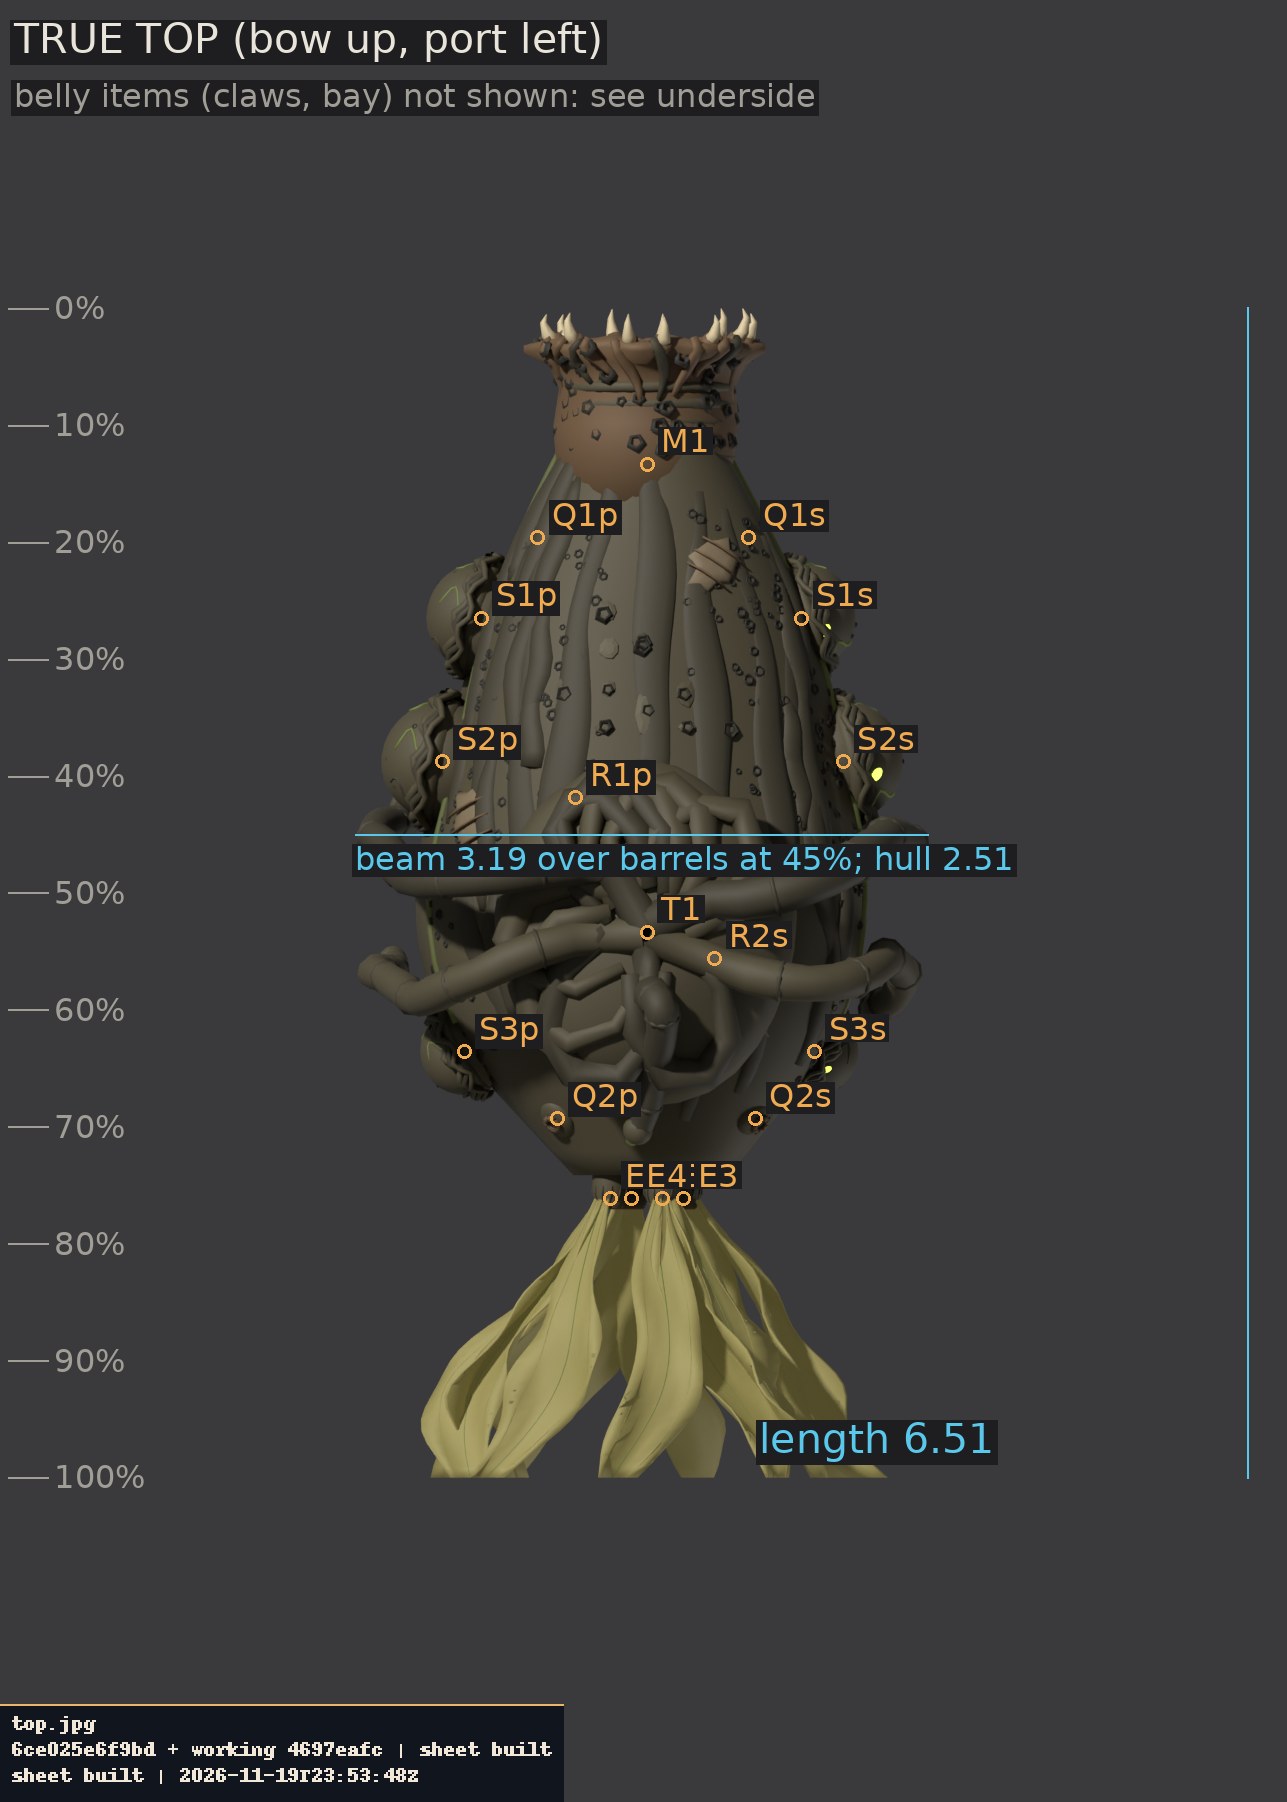 TRUE TOP (bow up, port left)
belly items (claws, bay) not shown: see underside
0%
10%
M1
Q1p
Q1s
20%
S1p
S1s
30%
S2p
S2s
R1p
40%
beam 3.19 over barrels at 45%; hull 2.51
50%
T1
R2s
60%
S3p
S3s
Q2p
Q2s
70%
EE4
E3
80%
90%
length 6.51
100%
top.jpg
6ce025e6f9bd + working 4697eafc | sheet built
sheet built | 2026-11-19T23:53:48Z